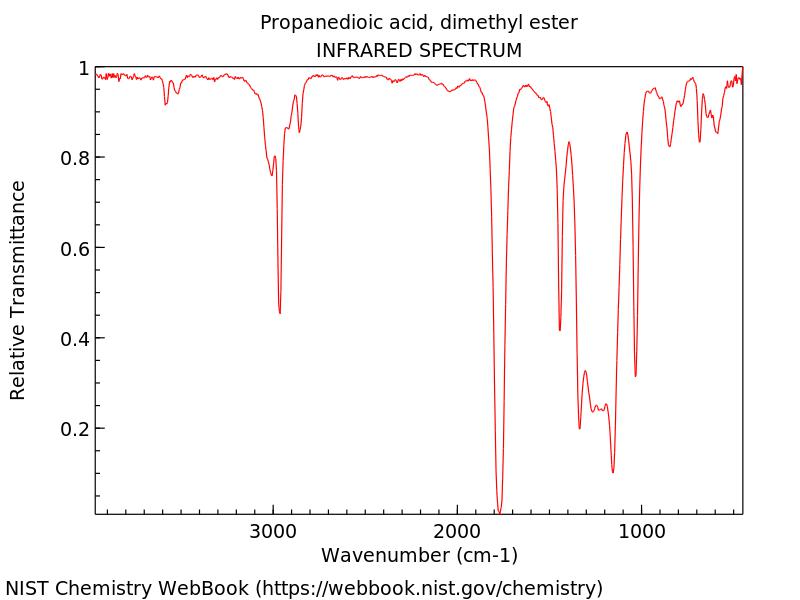 Propanedioic acid, dimethyl ester
INFRARED SPECTRUM
1
0.8
0.6
0.4
0.2
Relative Transmittance
3000 2000 1000
Wavenumber (cm-1)
NIST Chemistry WebBook (https://webbook.nist.gov/chemistry)